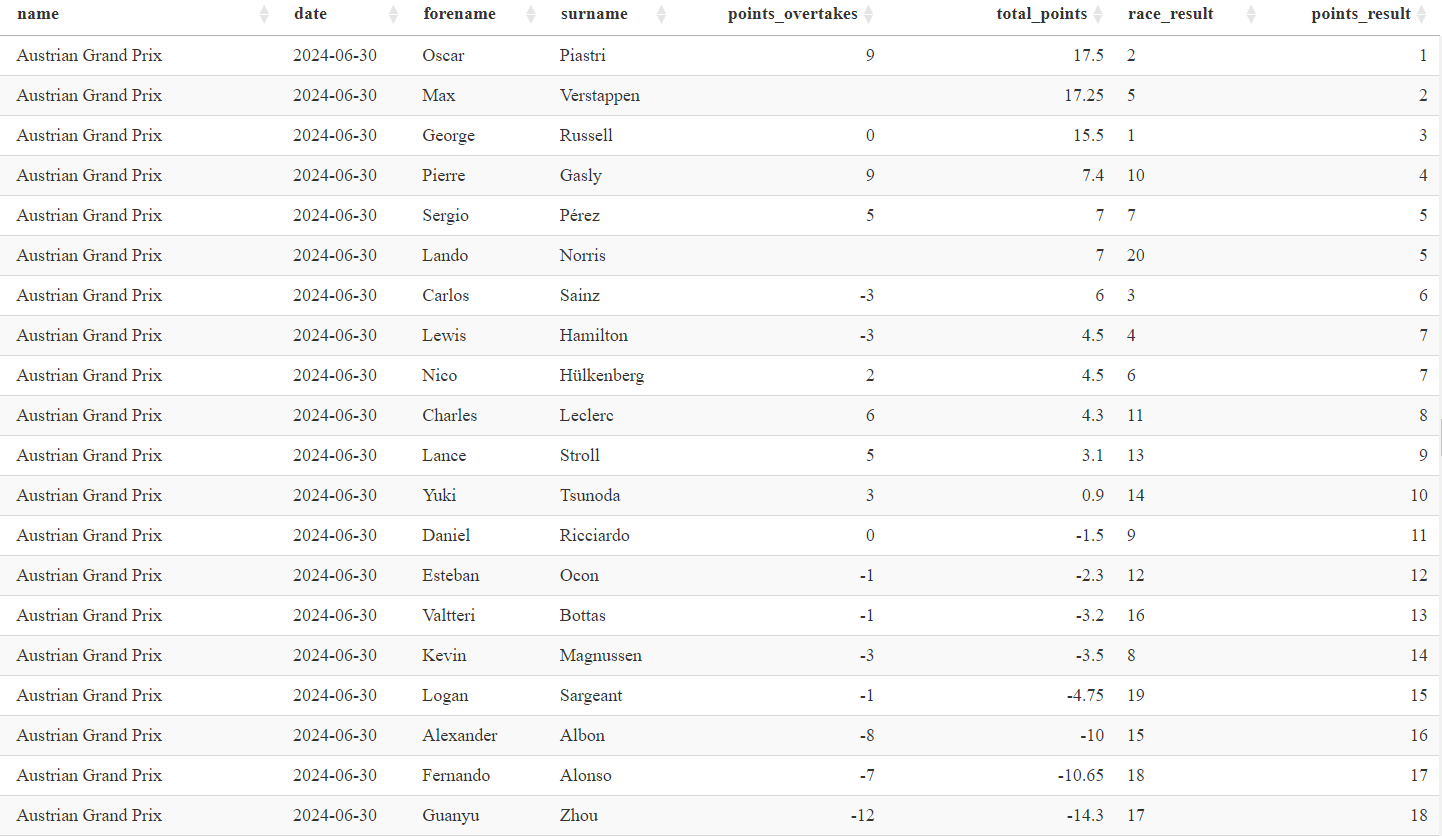 name date forename surname points_overtakes total_points race_result points_result
Austrian Grand Prix 2024-06-30 Oscar Piastri 9 17.5 2 1
Austrian Grand Prix 2024-06-30 Max Verstappen 17.25 5 2
Austrian Grand Prix 2024-06-30 George Russell 0 15.5 1 3
Austrian Grand Prix 2024-06-30 Pierre Gasly 9 7.4 10 4
Austrian Grand Prix 2024-06-30 Sergio Pérez 5 7 7 5
Austrian Grand Prix 2024-06-30 Lando Norris 7 20 5
Austrian Grand Prix 2024-06-30 Carlos Sainz -3 6 3 6
Austrian Grand Prix 2024-06-30 Lewis Hamilton -3 4.5 4 7
Austrian Grand Prix 2024-06-30 Nico Hülkenberg 2 4.5 6 7
Austrian Grand Prix 2024-06-30 Charles Leclerc 6 4.3 11 8
Austrian Grand Prix 2024-06-30 Lance Stroll 5 3.1 13 9
Austrian Grand Prix 2024-06-30 Yuki Tsunoda 3 0.9 14 10
Austrian Grand Prix 2024-06-30 Daniel Ricciardo 0 -1.5 9 11
Austrian Grand Prix 2024-06-30 Esteban Ocon -1 -2.3 12 12
Austrian Grand Prix 2024-06-30 Valtteri Bottas -1 -3.2 16 13
Austrian Grand Prix 2024-06-30 Kevin Magnussen -3 -3.5 8 14
Austrian Grand Prix 2024-06-30 Logan Sargeant -1 -4.75 19 15
Austrian Grand Prix 2024-06-30 Alexander Albon -8 -10 15 16
Austrian Grand Prix 2024-06-30 Fernando Alonso -7 -10.65 18 17
Austrian Grand Prix 2024-06-30 Guanyu Zhou -12 -14.3 17 18